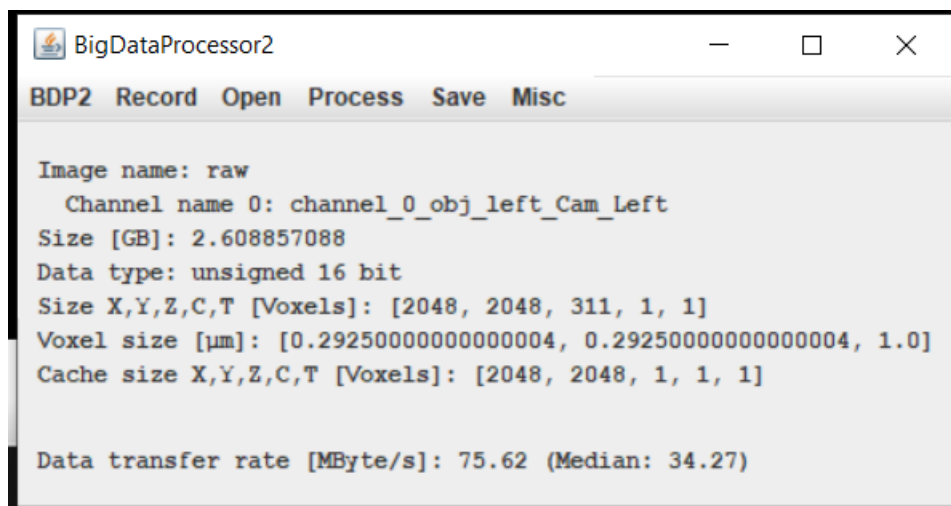 BigDataProcessor2
BDP2 Record Open Process Save Misc
Image name: raw
Channel name 0: channel_0_obj_left_Cam_Left
Size [GB]: 2.608857088
Data type: unsigned 16 bit
Size X,Y,Z,C,T [Voxels]: [2048, 2048, 311, 1, 1]
Voxel size [µm]: [0.29250000000000004, 0.29250000000000004, 1.0]
Cache size X,Y,Z,C,T [Voxels]: [2048, 2048, 1, 1, 1]
Data transfer rate [MByte/s]: 75.62 (Median: 34.27)